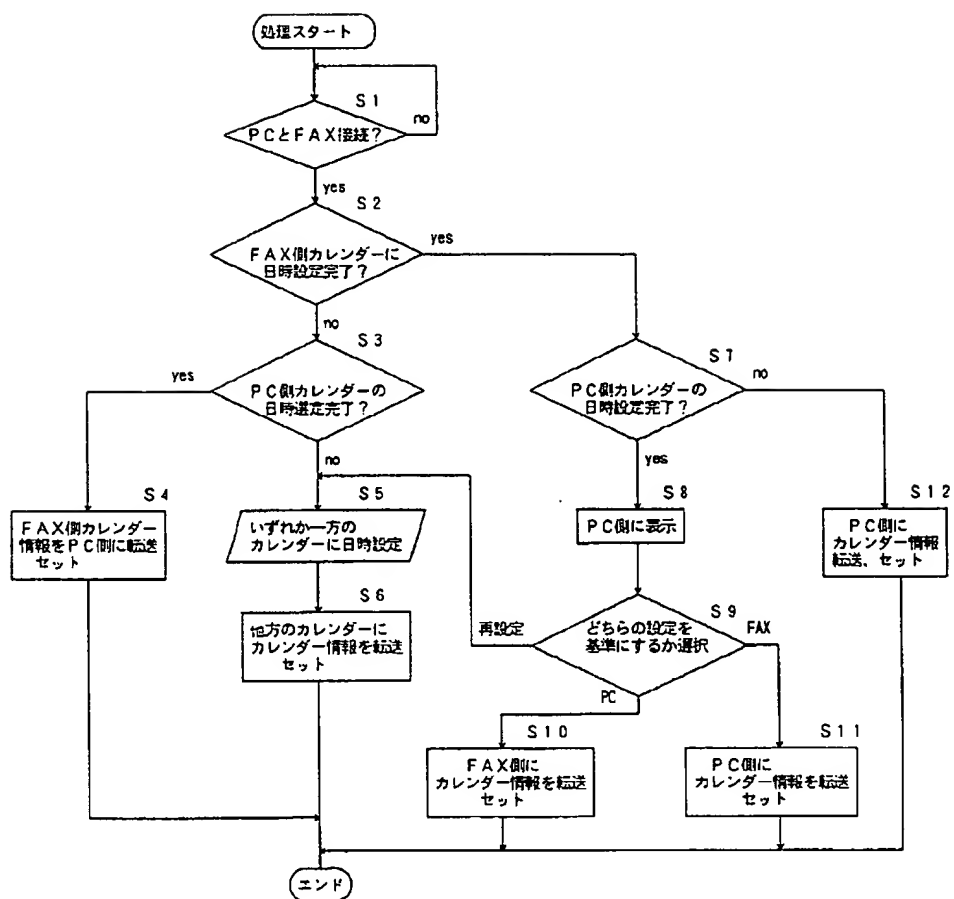 処理スタート
S1
no
PCとFAX接続?
yes
S2
yes
FAX側カレンダーに
日時設定完了?
no
S3
yes
PC側カレンダーの
日時選定完了?
S7
no
PC側カレンダーの
日時設定完了?
no
yes
S4
FAX側カレンダー
情報をPC側に転送
セット
S5
いずれか一方の
カレンダーに日時設定
S8
PC側に表示
S12
PC側に
カレンダー情報
転送、セット
S6
他方のカレンダーに
カレンダー情報を転送
セット
再設定
S9
どちらの設定を
基準にするか選択
FAX
PC
S10
FAX側に
カレンダー情報を転送
セット
S11
PC側に
カレンダー情報を転送
セット
エンド